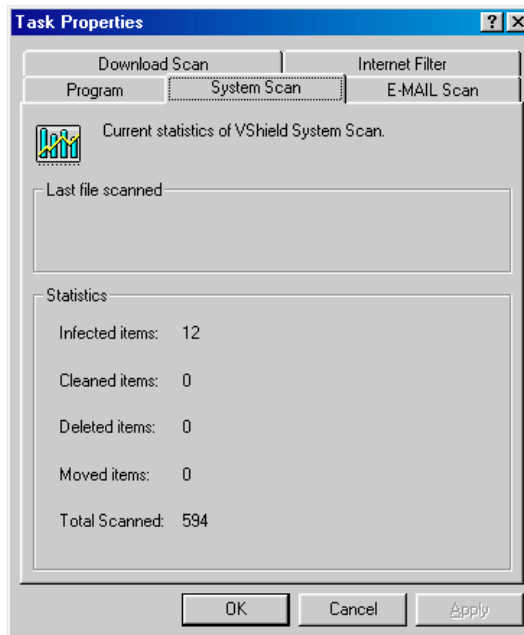 Task Properties
Download Scan Internet Filter
Program System Scan E-MAIL Scan
Current statistics of VShield System Scan.
Last file scanned
Statistics
Infected items: 12
Cleaned items: 0
Deleted items: 0
Moved items: 0
Total Scanned: 594
OK Cancel Apply